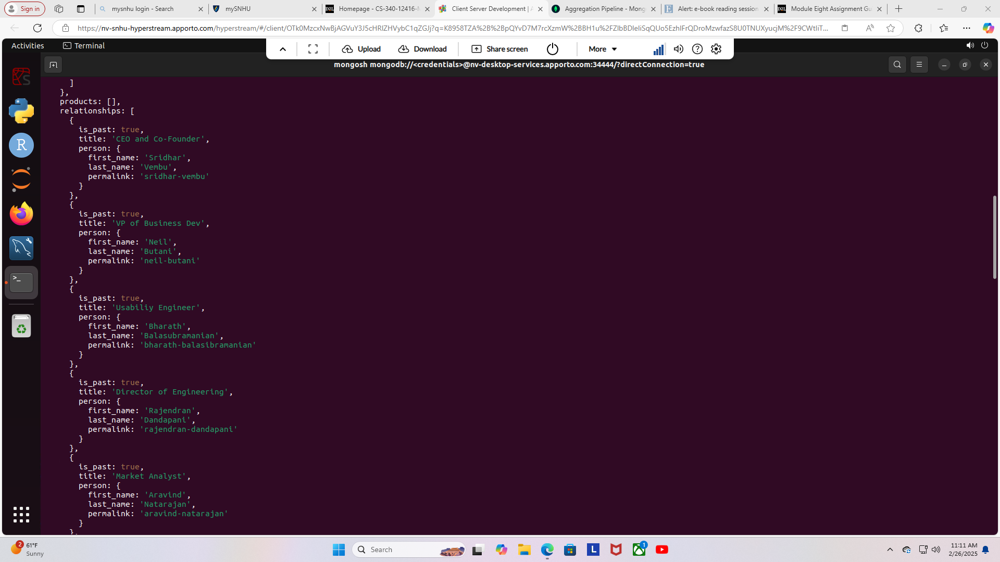 Sign in
mysnhu login - Search
mySNHU
Homepage - CS-340-12416-M
Client Server Development | A
Aggregation Pipeline - Mong
Alert: e-book reading session
Module Eight Assignment Gu
https://nv-snhu-hyperstream.apporto.com/hyperstream/#/client/
Activities
Terminal
Upload
Download
Share screen
More
mongosh mongodb://<credentials>@nv-desktop-services.apporto.com:34444/?directConnection=true
]
},
products: [],
relationships: [
{
is_past: true,
title: 'CEO and Co-Founder',
person: {
first_name: 'Sridhar',
last_name: 'Vembu',
permalink: 'sridhar-vembu'
}
},
{
is_past: true,
title: 'VP of Business Dev',
person: {
first_name: 'Neil',
last_name: 'Butani',
permalink: 'neil-butani'
}
},
{
is_past: true,
title: 'Usabiliy Engineer',
person: {
first_name: 'Bharath',
last_name: 'Balasubramanian',
permalink: 'bharath-balasibramanian'
}
},
{
is_past: true,
title: 'Director of Engineering',
person: {
first_name: 'Rajendran',
last_name: 'Dandapani',
permalink: 'rajendran-dandapani'
}
},
{
is_past: true,
title: 'Market Analyst',
person: {
first_name: 'Aravind',
last_name: 'Natarajan',
permalink: 'aravind-natarajan'
}
},
2
61°F
Sunny
Search
1
11:11 AM
2/26/2025